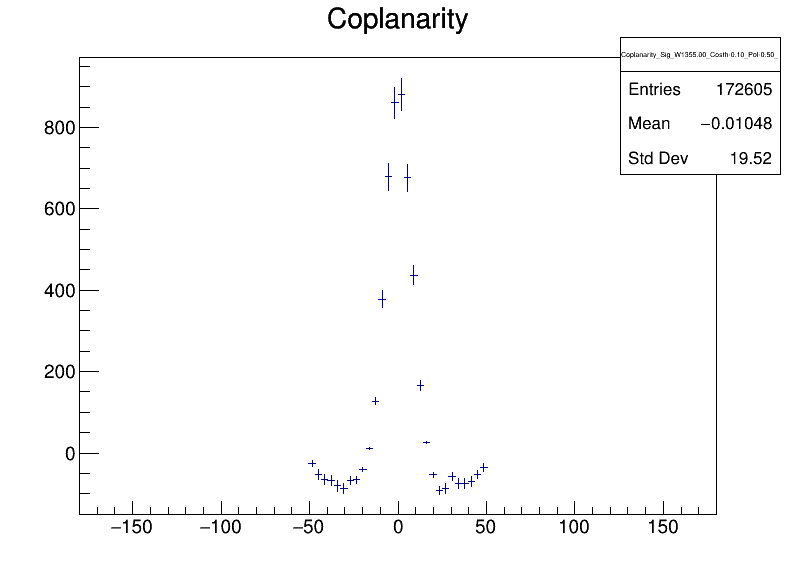 Coplanarity
Coplanarity_Sig_W1355.00_Costh-0.10_Pol-0.50_
Entries 172605
Mean −0.01048
Std Dev 19.52
800
600
400
200
0
−150 −100 −50 0 50 100 150